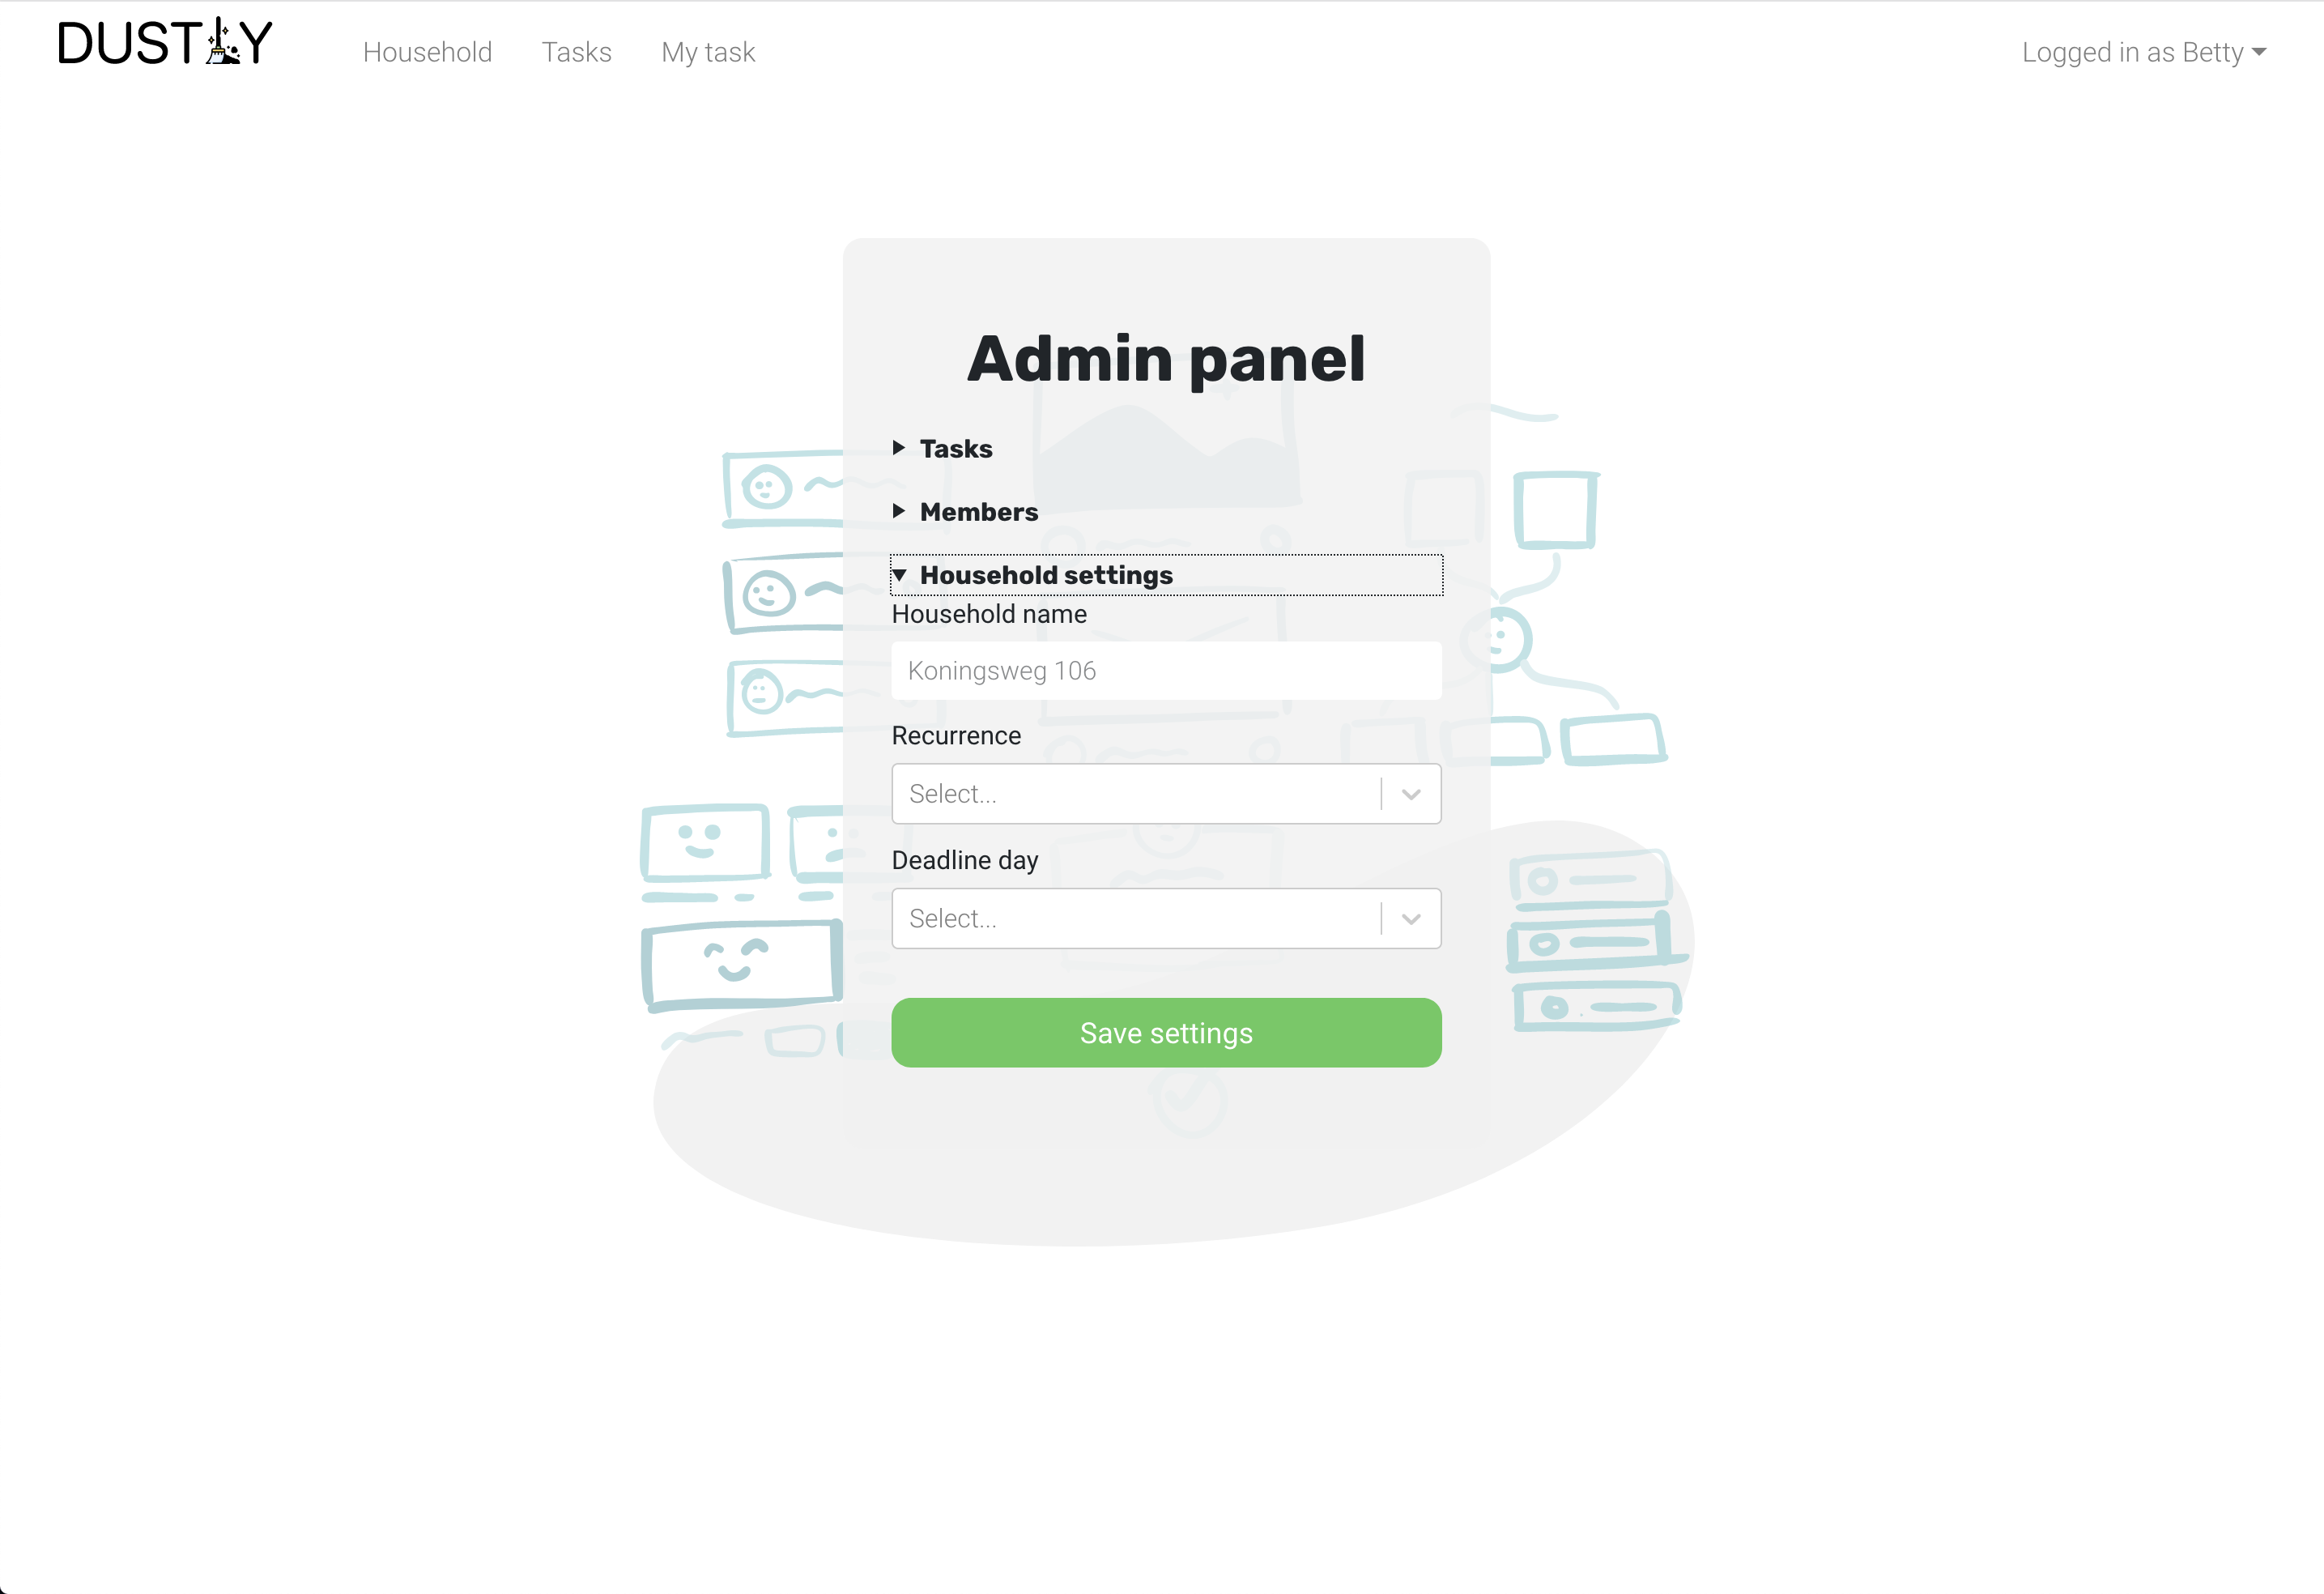 DUSTY
Household
Tasks
My task
Logged in as Betty
Admin panel
Tasks
Members
Household settings
Household name
Koningsweg 106
Recurrence
Select...
Deadline day
Select...
Save settings